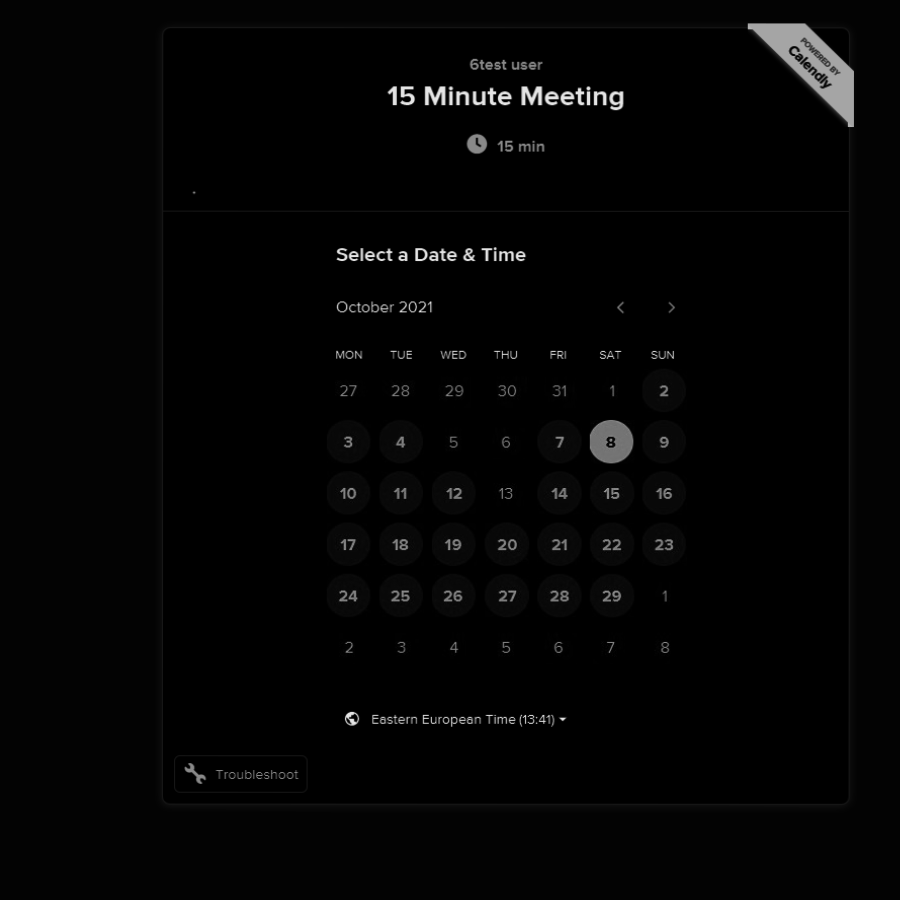 POWERED BY
Calendly
6test user
15 Minute Meeting
15 min
.
Select a Date & Time
October 2021
MON TUE WED THU FRI SAT SUN
27 28 29 30 31 1 2
3 4 5 6 7 8 9
10 11 12 13 14 15 16
17 18 19 20 21 22 23
24 25 26 27 28 29 1
2 3 4 5 6 7 8
Eastern European Time (13:41)
Troubleshoot